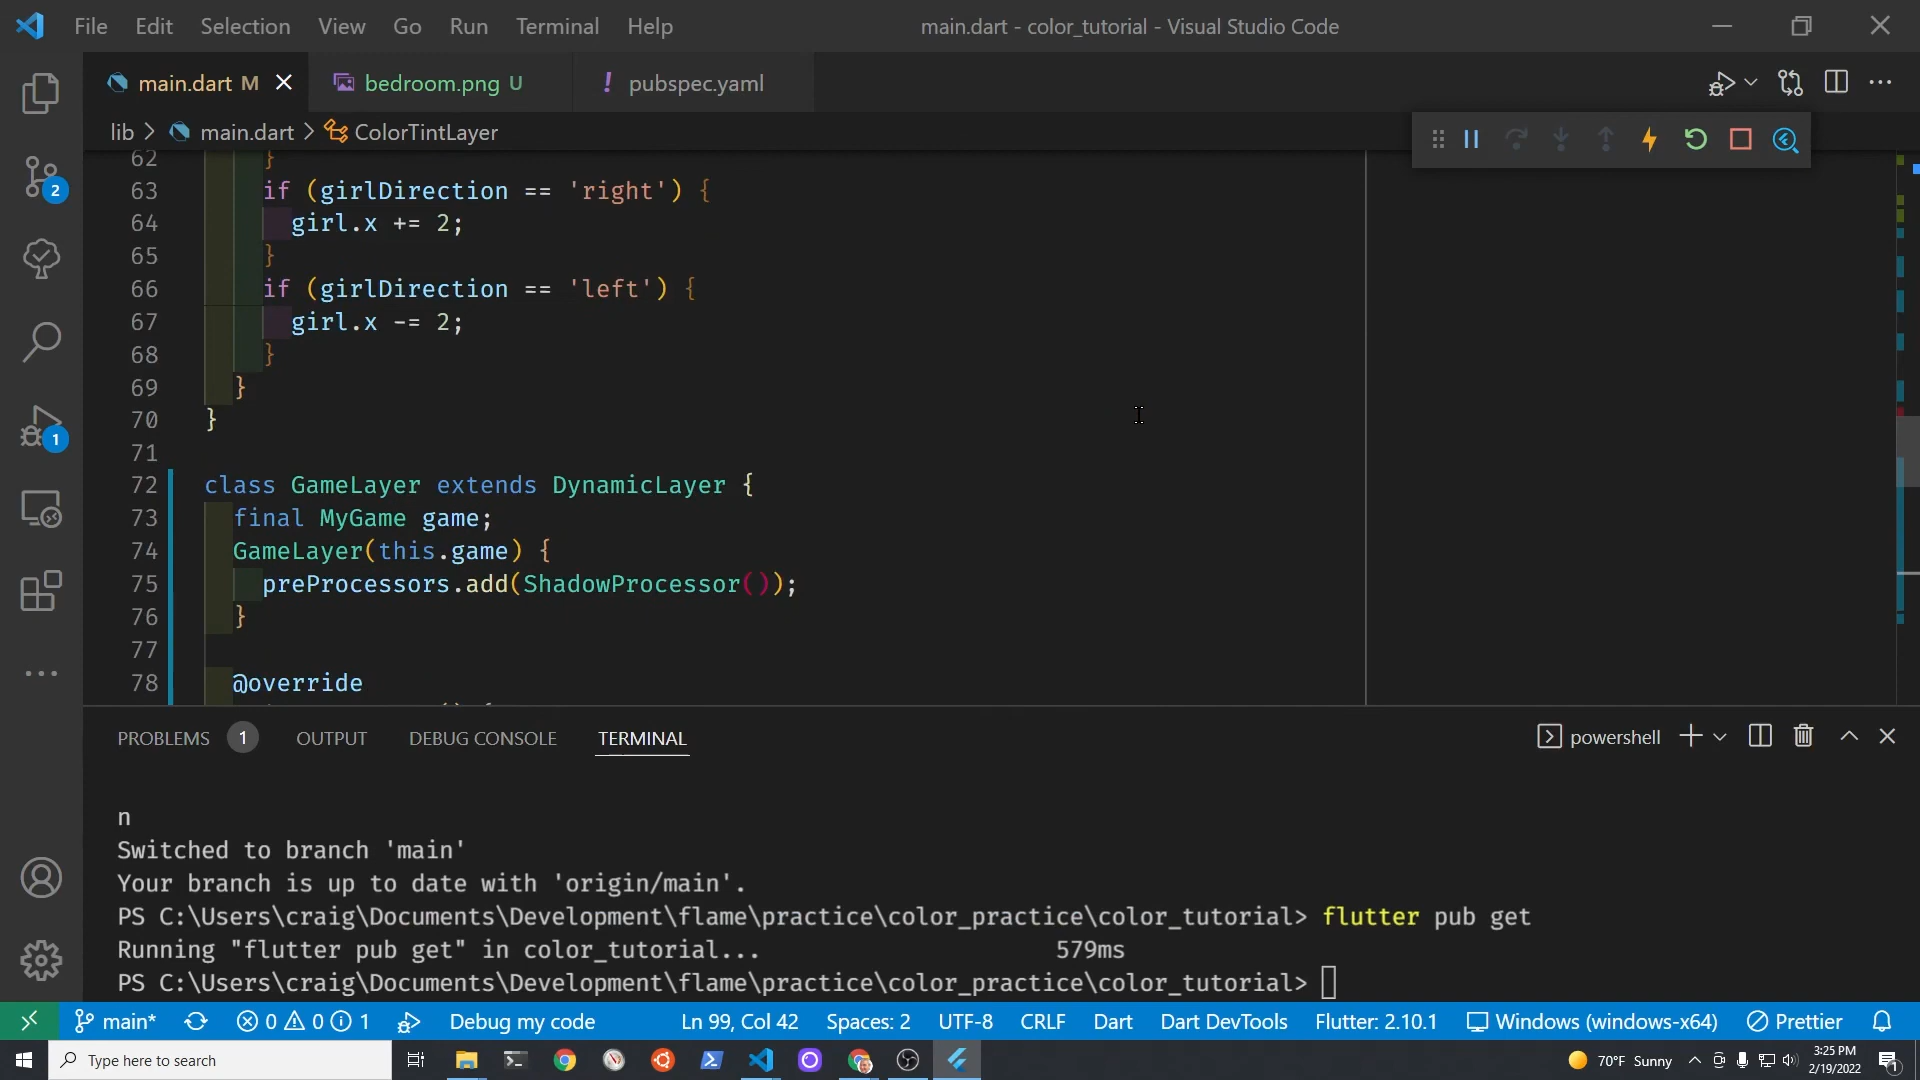 File Edit Selection View Go Run Terminal Help main.dart - color_tutorial - Visual Studio Code
main.dart M bedroom.png U ! pubspec.yaml
lib > main.dart > ColorTintLayer
62 }
63 if (girlDirection == 'right') {
64 girl.x += 2;
65 }
66 if (girlDirection == 'left') {
67 girl.x -= 2;
68 }
69 }
70 }
71
72 class GameLayer extends DynamicLayer {
73 final MyGame game;
74 GameLayer(this.game) {
75 preProcessors.add(ShadowProcessor());
76 }
77
78 @override
2
1
PROBLEMS 1 OUTPUT DEBUG CONSOLE TERMINAL powershell
n
Switched to branch 'main'
Your branch is up to date with 'origin/main'.
PS C:\Users\craig\Documents\Development\flame\practice\color_practice\color_tutorial> flutter pub get
Running "flutter pub get" in color_tutorial... 579ms
PS C:\Users\craig\Documents\Development\flame\practice\color_practice\color_tutorial>
main* 0 0 1 Debug my code Ln 99, Col 42 Spaces: 2 UTF-8 CRLF Dart Dart DevTools Flutter: 2.10.1 Windows (windows-x64) Prettier
Type here to search 70°F Sunny 3:25 PM
2/19/2022
1